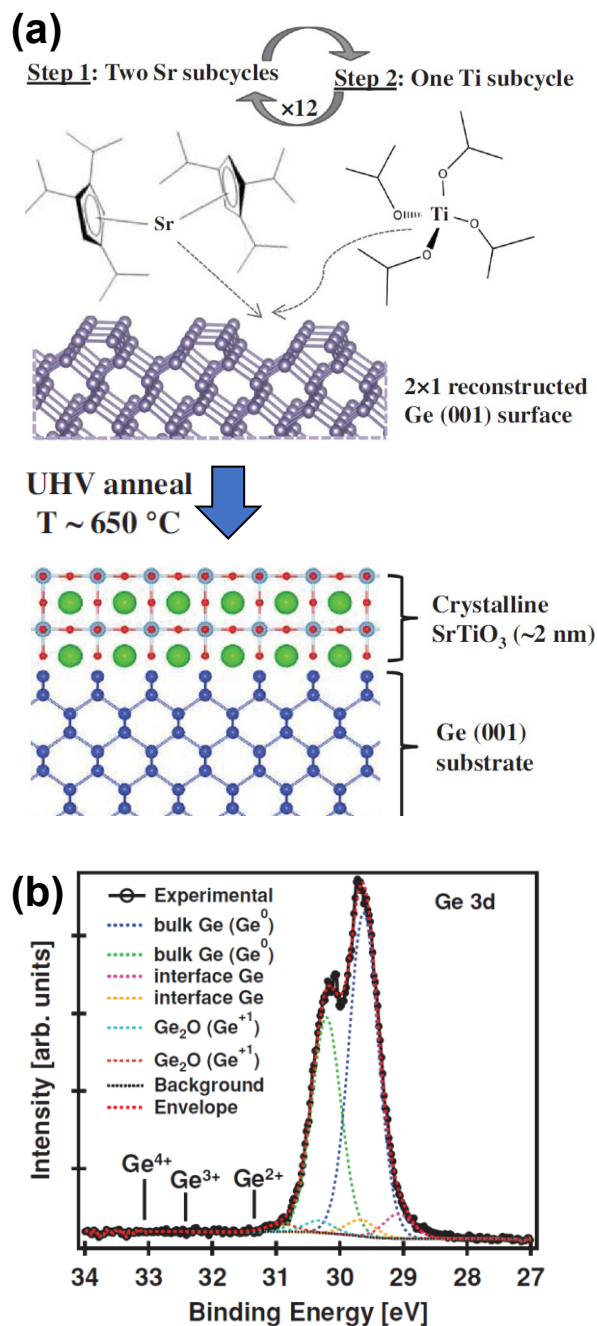 (a)
Step 1: Two Sr subcycles
Step 2: One Ti subcycle
×12
Sr
O
O
Ti
O
O
2×1 reconstructed
Ge (001) surface
UHV anneal
T ~ 650 °C
Crystalline
SrTiO3 (~2 nm)
Ge (001)
substrate
(b)
Ge 3d
Experimental
bulk Ge (Ge0)
bulk Ge (Ge0)
interface Ge
interface Ge
Ge2O (Ge+1)
Ge2O (Ge+1)
Background
Envelope
Intensity [arb. units]
Ge4+
Ge3+
Ge2+
34 33 32 31 30 29 28 27
Binding Energy [eV]